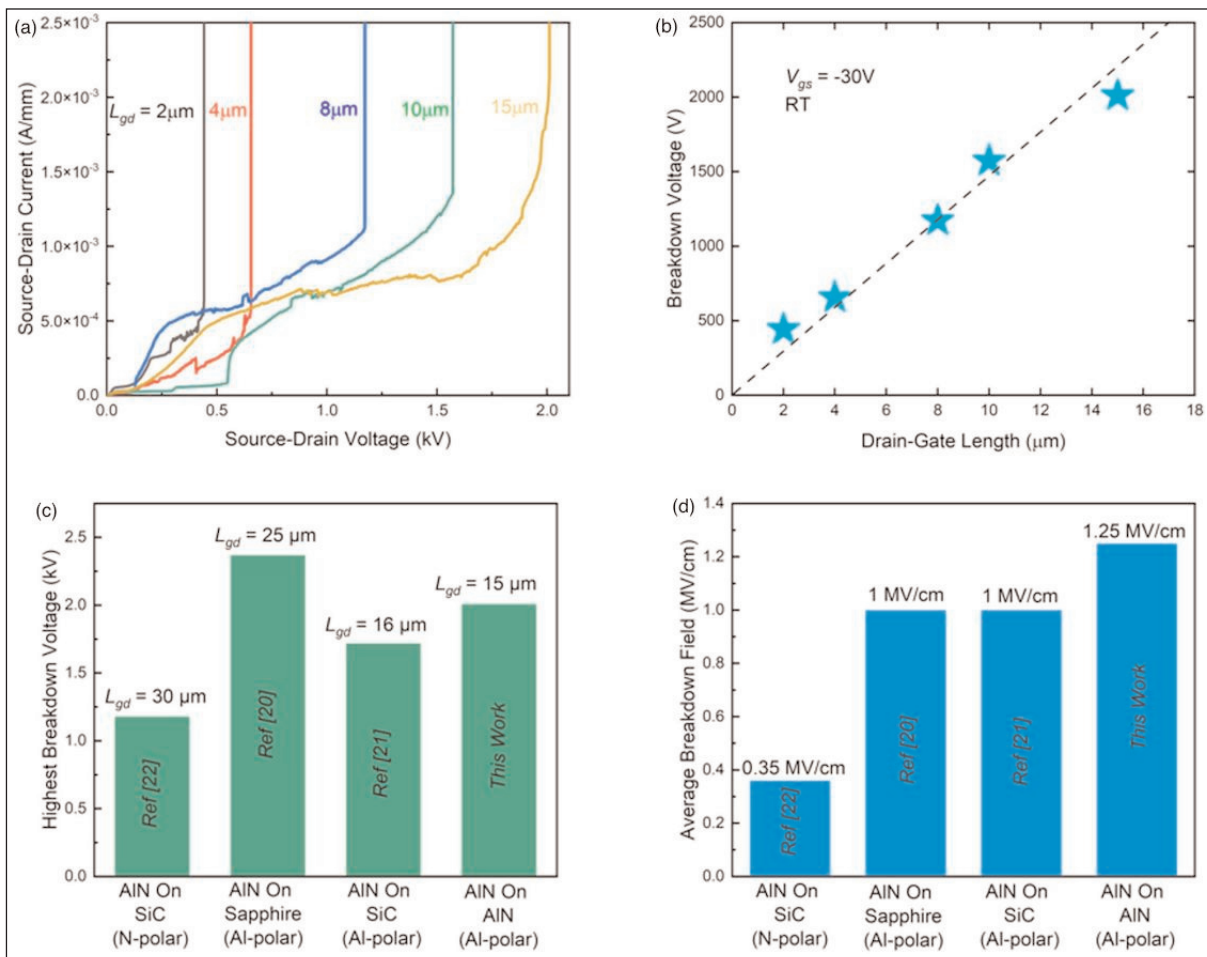 (a)
2.5×10⁻³
2.0×10⁻³
1.5×10⁻³
1.0×10⁻³
5.0×10⁻⁴
0.0
Source-Drain Current (A/mm)
Lgd = 2μm
4μm
8μm
10μm
15μm
0.0 0.5 1.0 1.5 2.0
Source-Drain Voltage (kV)
(b)
2500
2000
1500
1000
500
0
Breakdown Voltage (V)
Vgs = -30V
RT
0 2 4 6 8 10 12 14 16 18
Drain-Gate Length (μm)
(c)
2.5
2.0
1.5
1.0
0.5
0.0
Highest Breakdown Voltage (kV)
Lgd = 30 μm
Lgd = 25 μm
Lgd = 16 μm
Lgd = 15 μm
Ref [22]
Ref [20]
Ref [21]
This Work
AlN On
SiC
(N-polar)
AlN On
Sapphire
(Al-polar)
AlN On
SiC
(Al-polar)
AlN On
AlN
(Al-polar)
(d)
1.4
1.2
1.0
0.8
0.6
0.4
0.2
0.0
Average Breakdown Field (MV/cm)
0.35 MV/cm
1 MV/cm
1 MV/cm
1.25 MV/cm
Ref [22]
Ref [20]
Ref [21]
This Work
AlN On
SiC
(N-polar)
AlN On
Sapphire
(Al-polar)
AlN On
SiC
(Al-polar)
AlN On
AlN
(Al-polar)